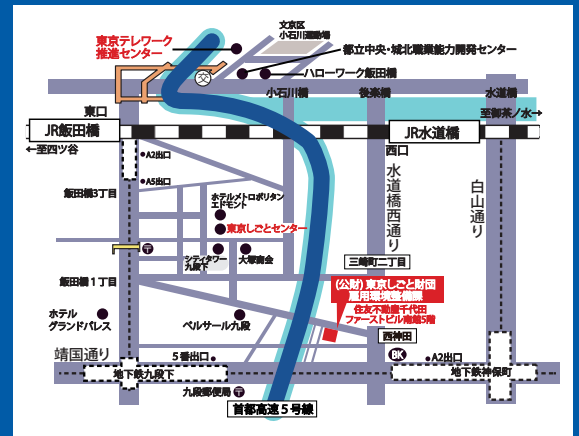 文京区
小石川運動場
東京テレワーク
推進センター
都立中央・城北職業能力開発センター
交
ハローワーク飯田橋
小石川橋
後楽橋
水道橋
東口
至御茶ノ水→
JR飯田橋
JR水道橋
←至四ツ谷
A2出口
西口
水道橋西通り
白山通り
A5出口
飯田橋3丁目
ホテルメトロポリタン
エドモント
東京しごとセンター
〒
シティタワー
九段下
大塚商会
三崎町二丁目
飯田橋1丁目
(公財)東京しごと財団
雇用環境整備課
住友不動産千代田
ファーストビル南館5階
ホテル
グランドパレス
ベルサール九段
西神田
靖国通り
5番出口
BK
A2出口
地下鉄九段下
地下鉄神保町
九段郵便局
〒
首都高速5号線